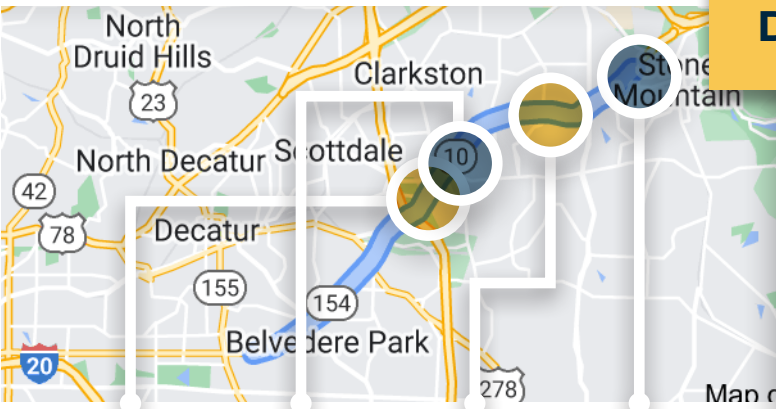 D
North
Druid Hills
Stone
Clarkston
Mountain
23
10
North Decatur
Scottdale
42
78
Decatur
155
154
Belvedere Park
20
278
Map